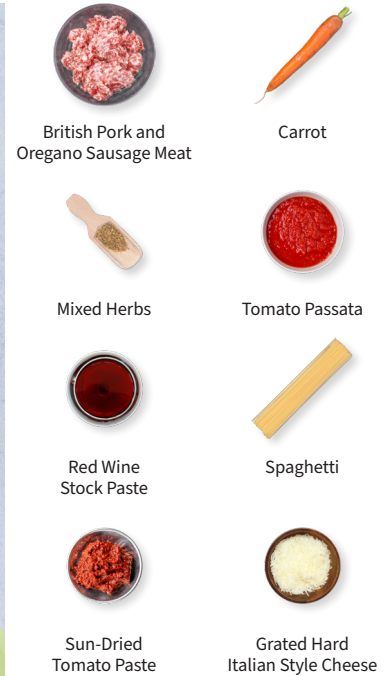 British Pork and
Oregano Sausage Meat
Carrot
Mixed Herbs
Tomato Passata
Red Wine
Stock Paste
Spaghetti
Sun-Dried
Tomato Paste
Grated Hard
Italian Style Cheese